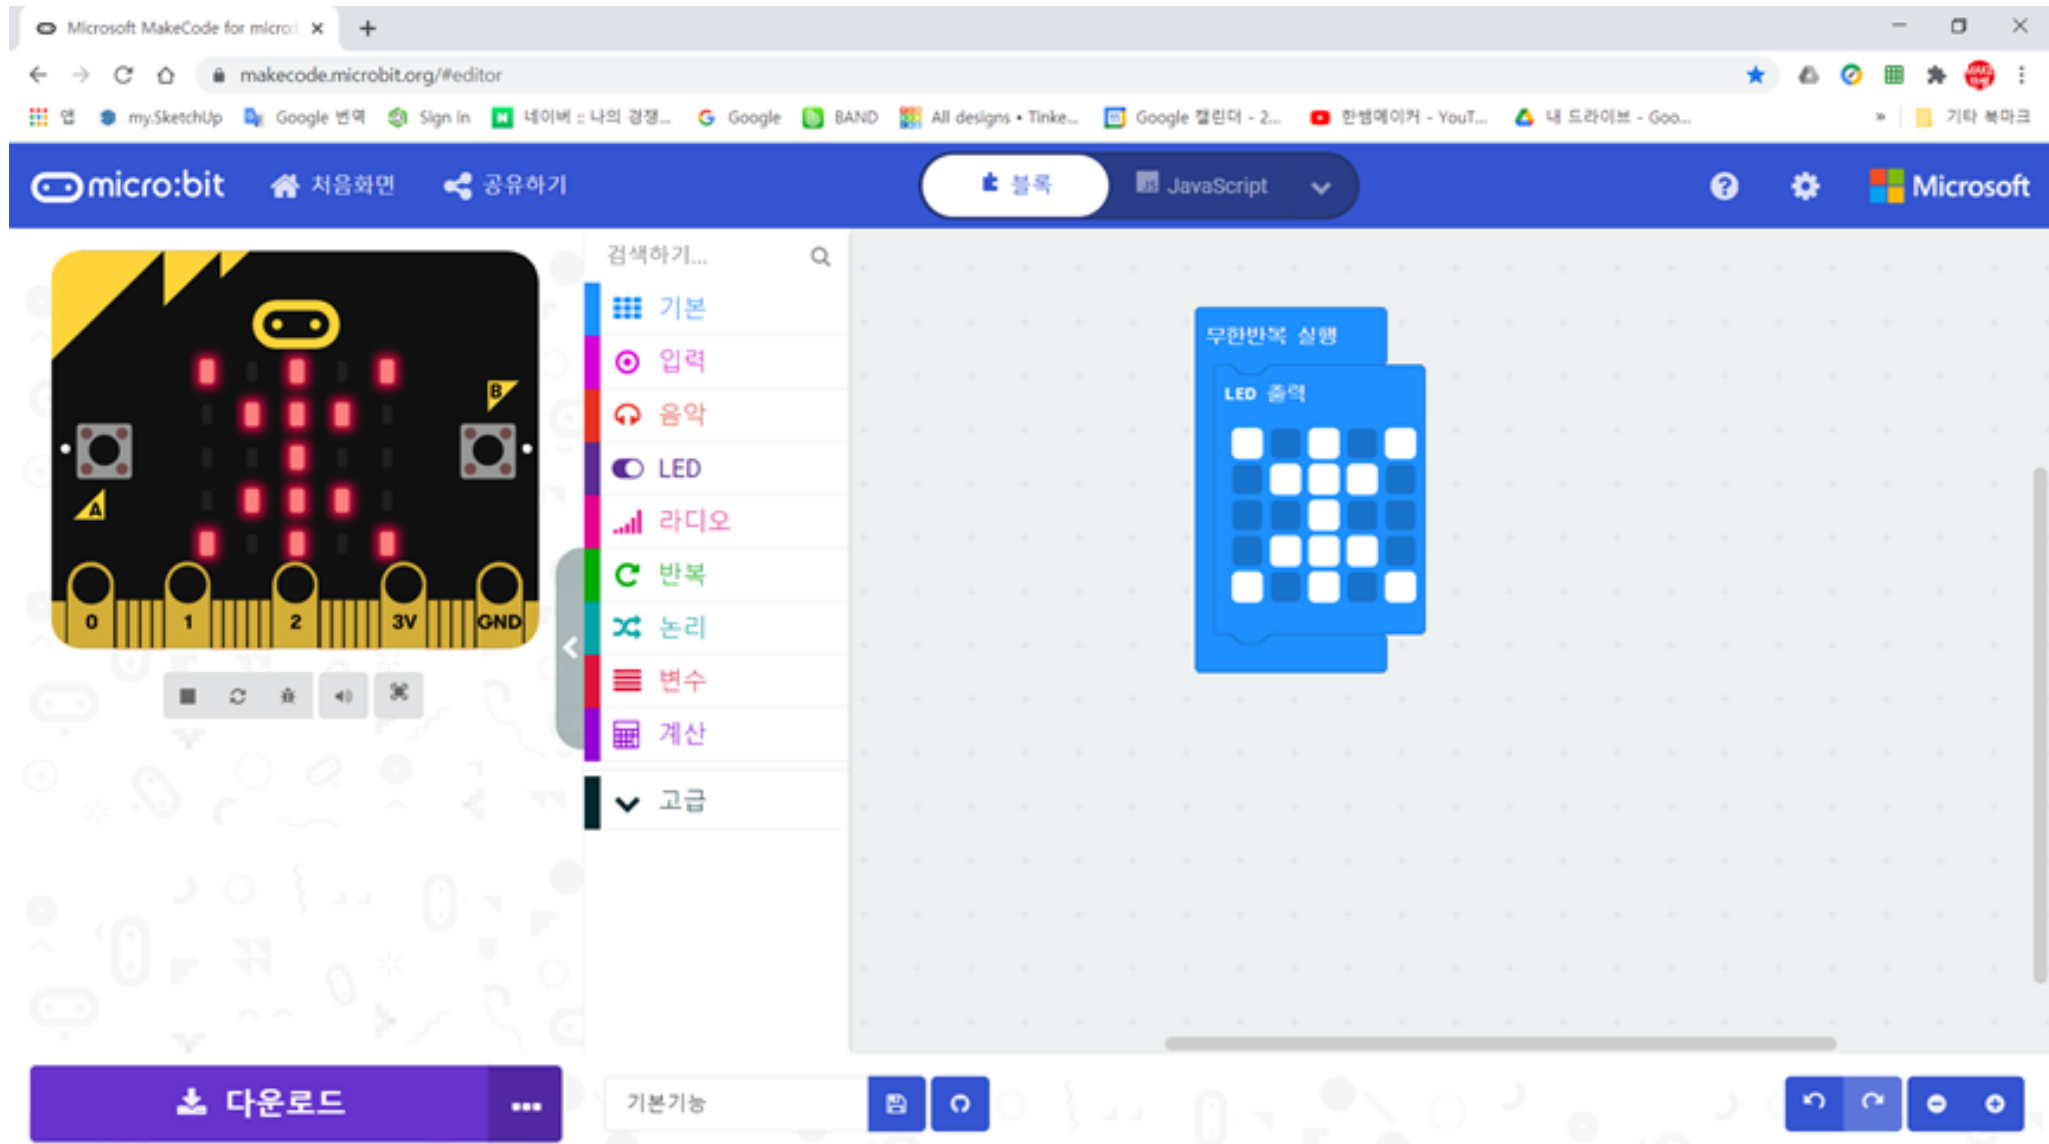 Microsoft MakeCode for micro:
makecode.microbit.org/#editor
앱 my.SketchUp Google 번역 Sign in 네이버 :: 나의 경쟁... Google BAND All designs • Tinke... Google 캘린더 - 2... 한쌤메이커 - YouT... 내 드라이브 - Goo... » 기타 북마크
micro:bit 처음화면 공유하기 블록 JavaScript Microsoft
검색하기...
기본
입력
음악
LED
라디오
반복
논리
변수
계산
고급
무한반복 실행
LED 출력
B
A
0 1 2 3V GND
다운로드 ...
기본기능